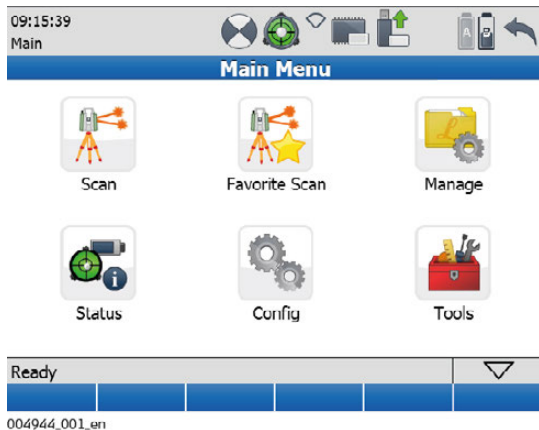 09:15:39
Main
A
B
Main Menu
Scan
Favorite Scan
Manage
Status
Config
Tools
Ready
004944_001_en